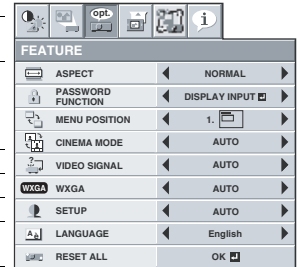 opt.
FEATURE
ASPECT NORMAL
PASSWORD FUNCTION DISPLAY INPUT
MENU POSITION 1.
CINEMA MODE AUTO
VIDEO SIGNAL AUTO
WXGA WXGA AUTO
SETUP AUTO
LANGUAGE English
RESET ALL OK